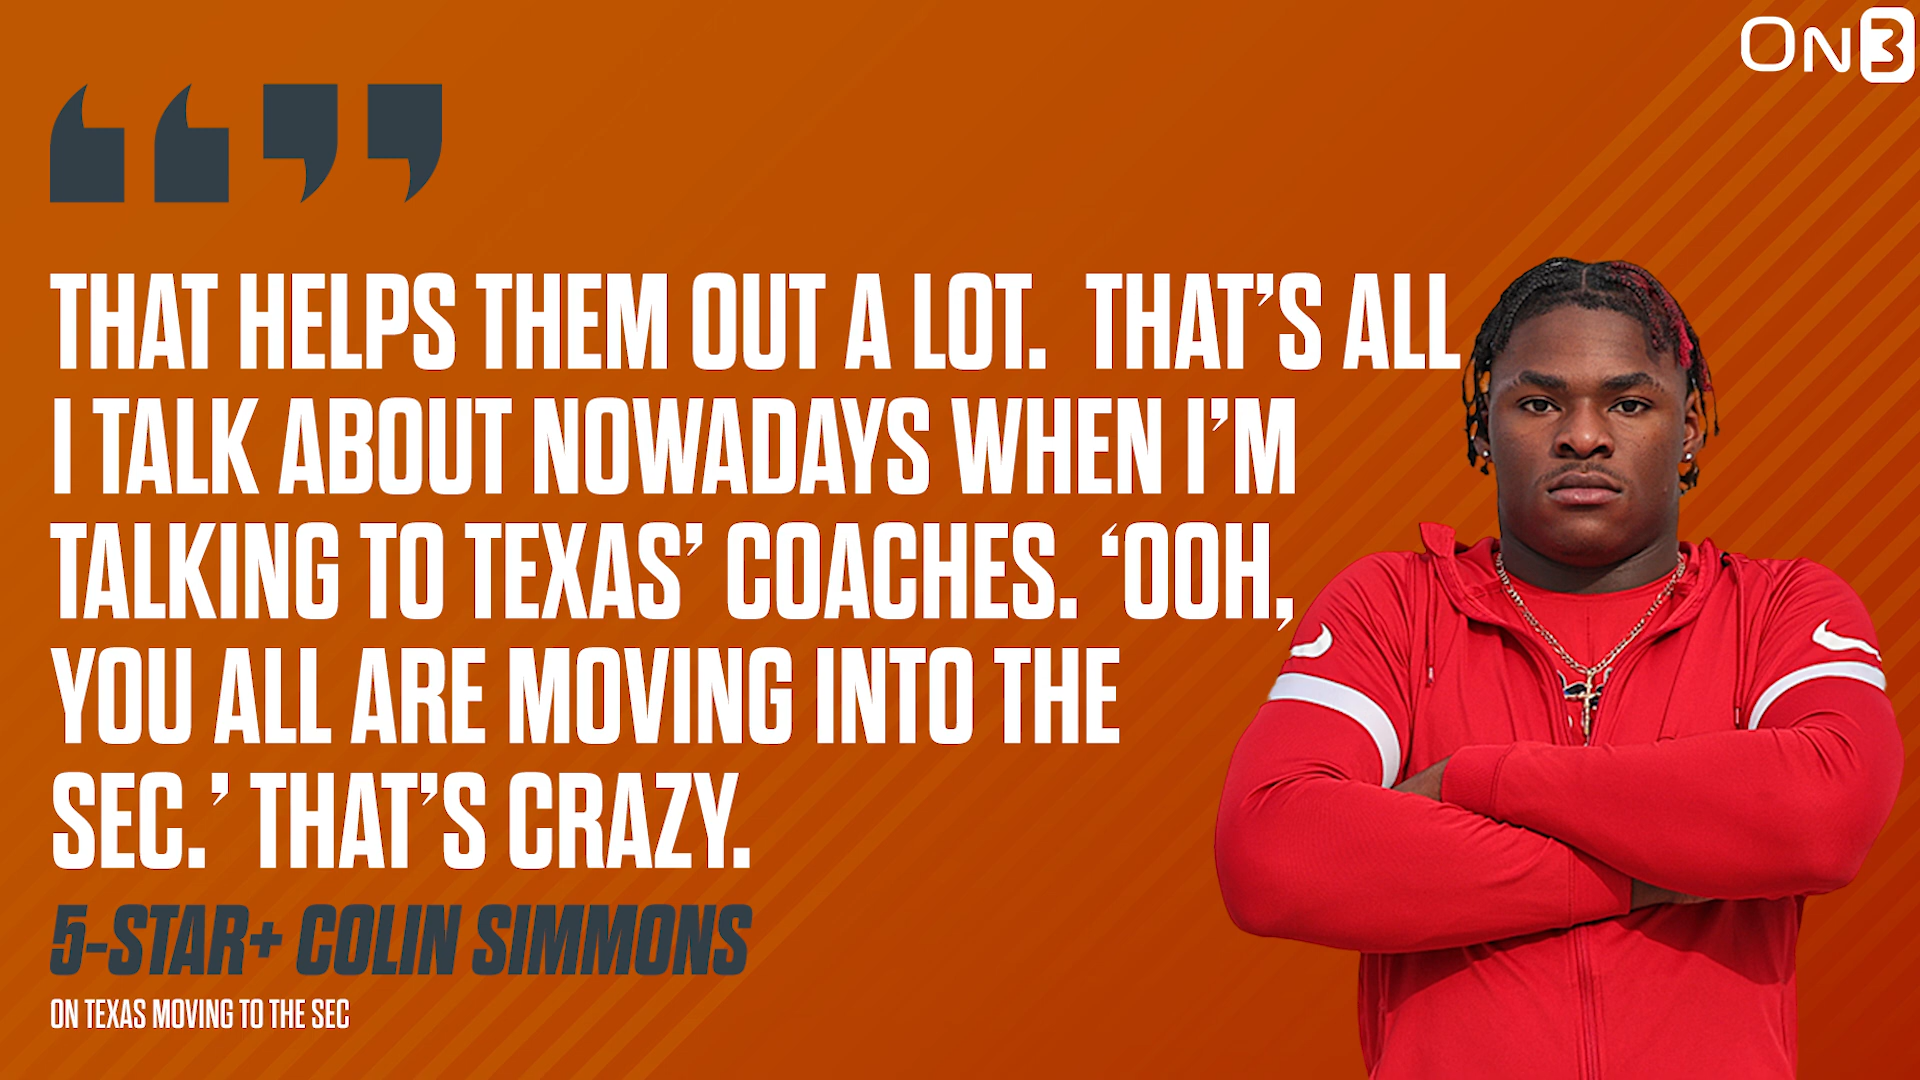 ON3
THAT HELPS THEM OUT A LOT.  THAT’S ALL
I TALK ABOUT NOWADAYS WHEN I’M
TALKING TO TEXAS’ COACHES. ‘OOH,
YOU ALL ARE MOVING INTO THE
SEC.’ THAT’S CRAZY.
5-STAR+ COLIN SIMMONS
ON TEXAS MOVING TO THE SEC